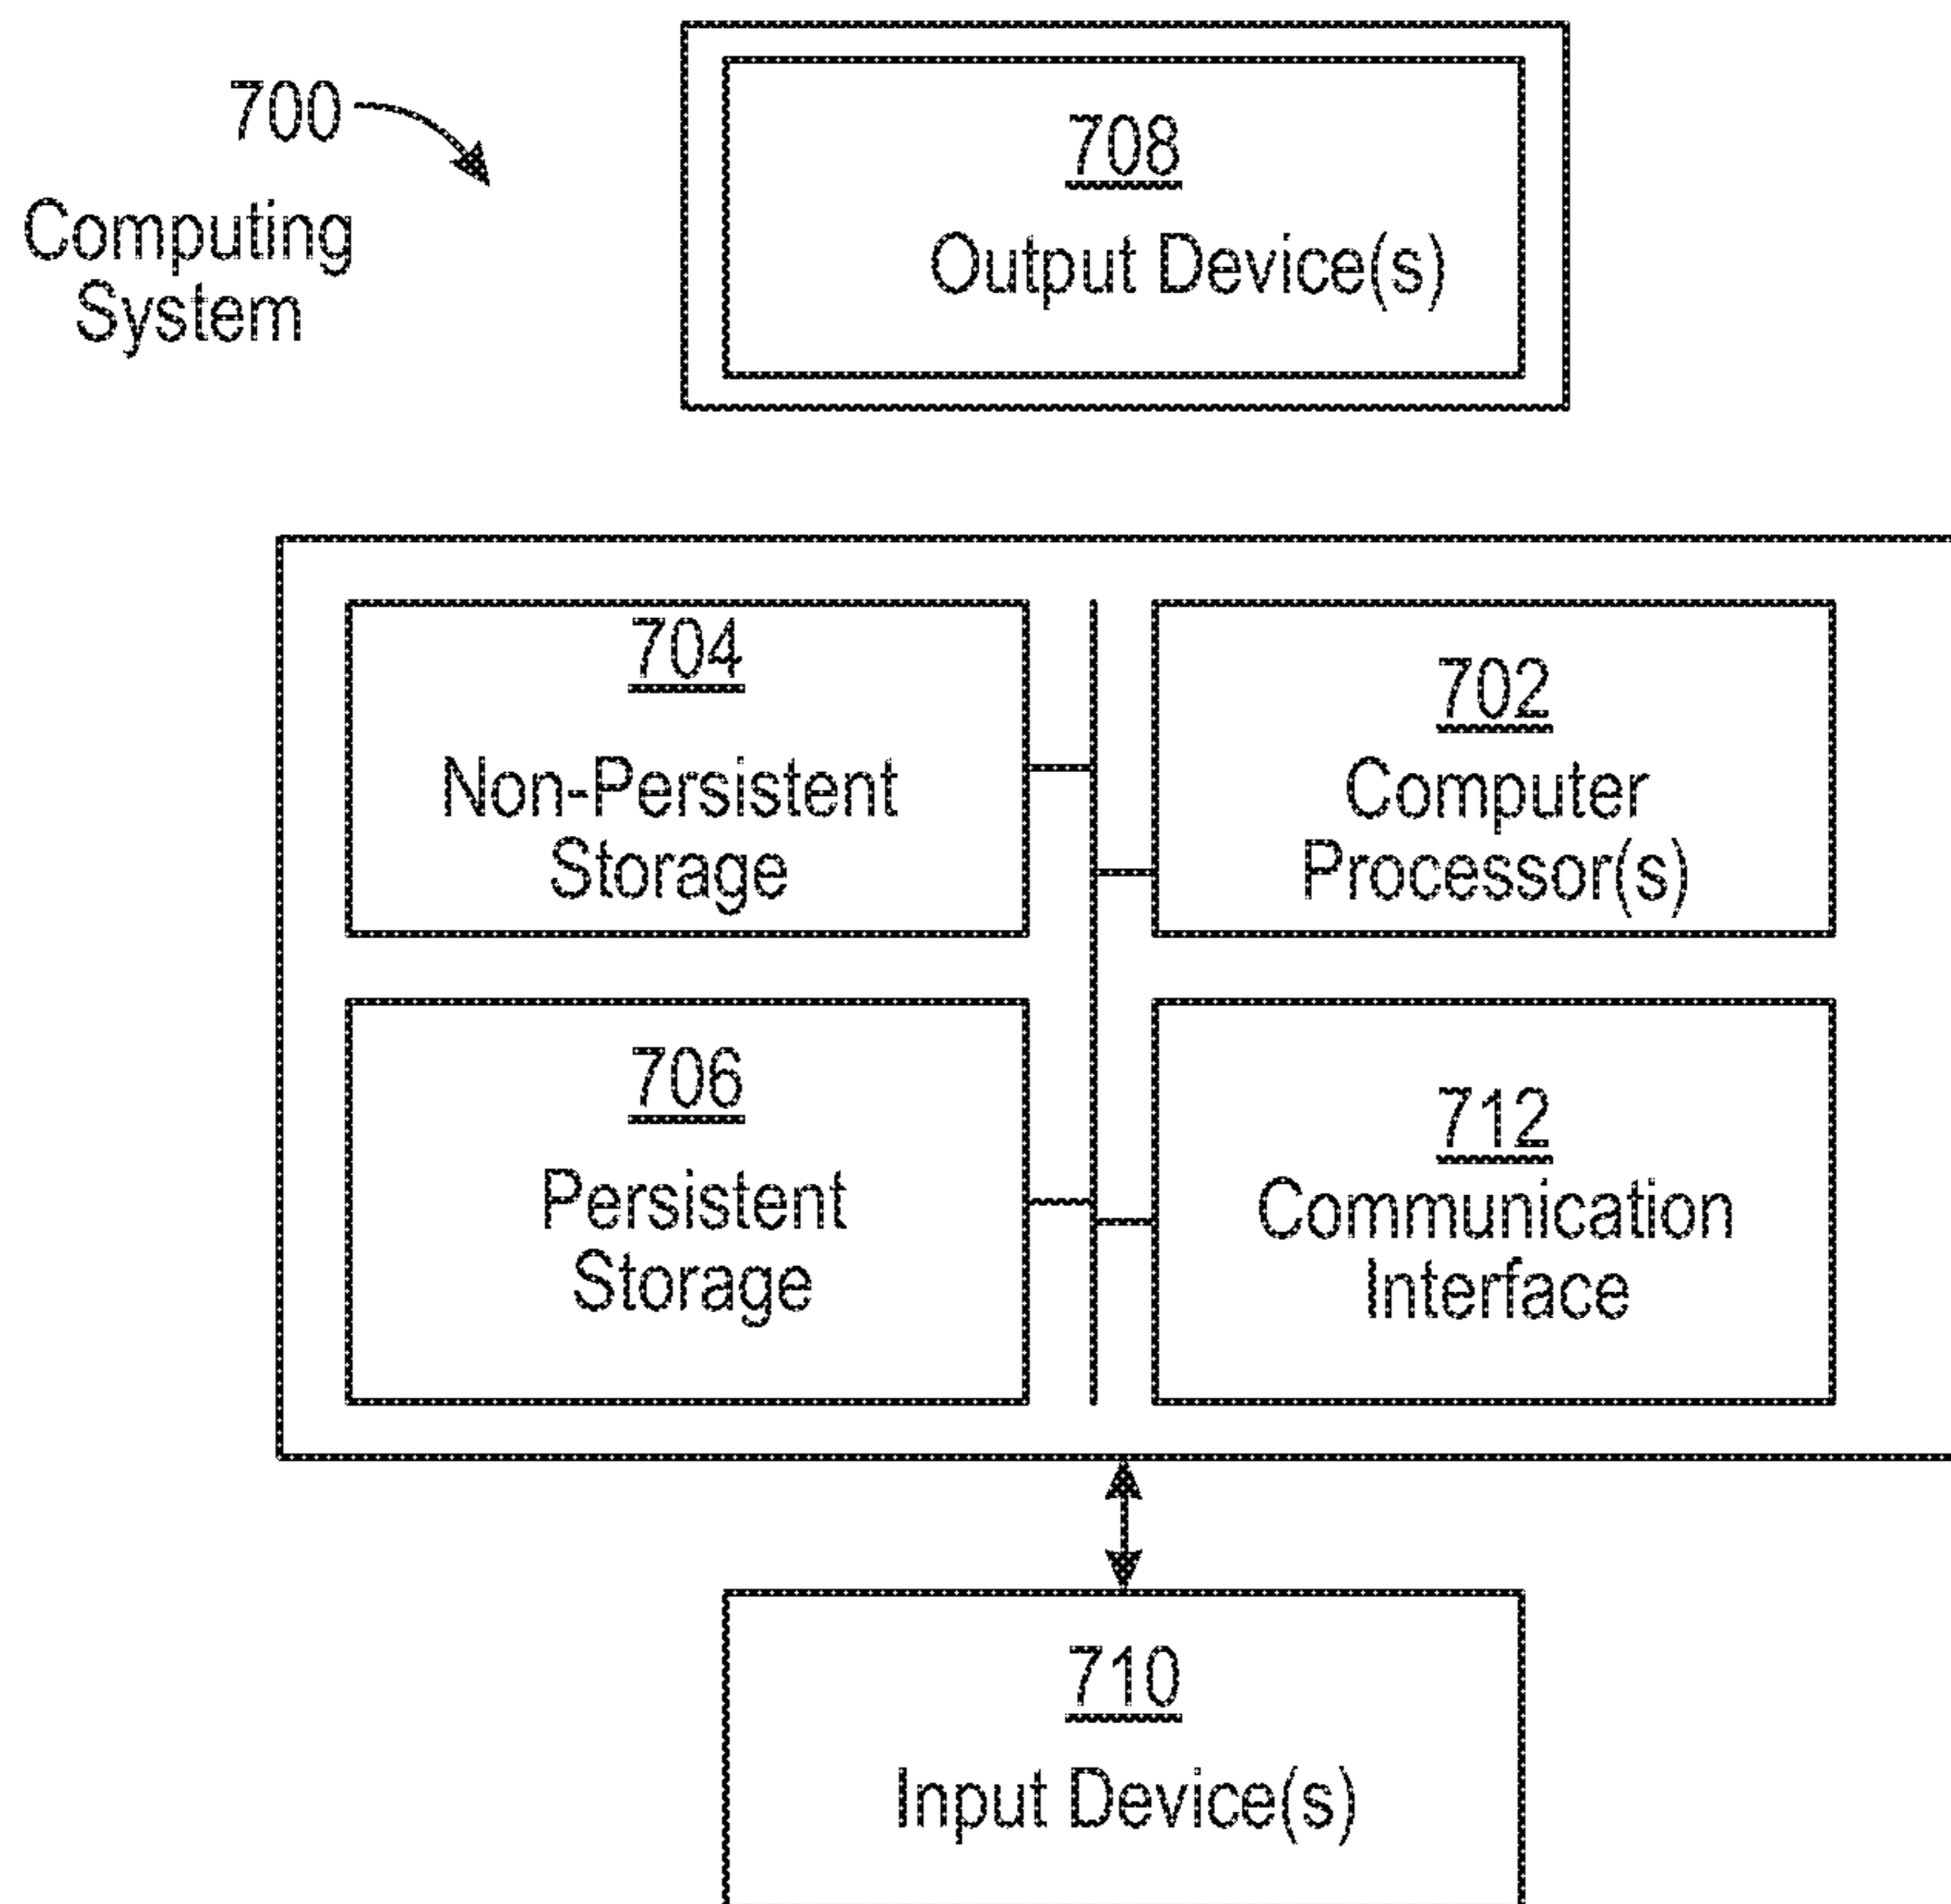 700
Computing
System
708
Output Device(s)
704
Non-Persistent
Storage
702
Computer
Processor(s)
706
Persistent
Storage
712
Communication
Interface
710
Input Device(s)